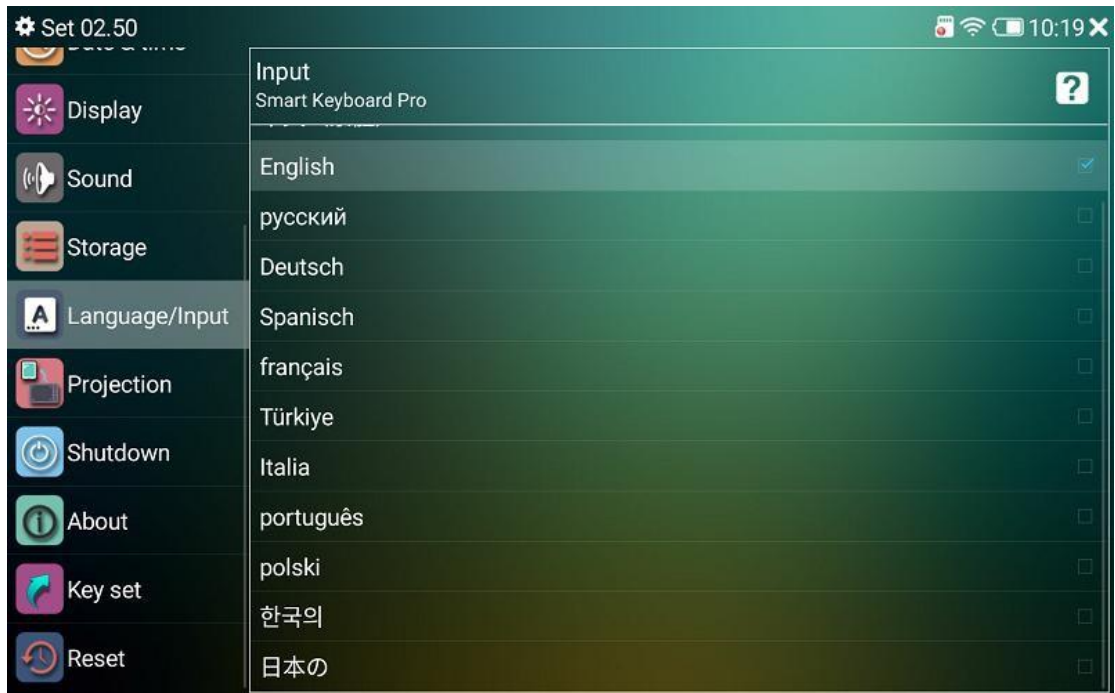 Set 02.50
10:19
Display
Sound
Storage
Language/Input
Projection
Shutdown
About
Key set
Reset
Input
Smart Keyboard Pro
English
русский
Deutsch
Spanisch
français
Türkiye
Italia
português
polski
한국의
日本の